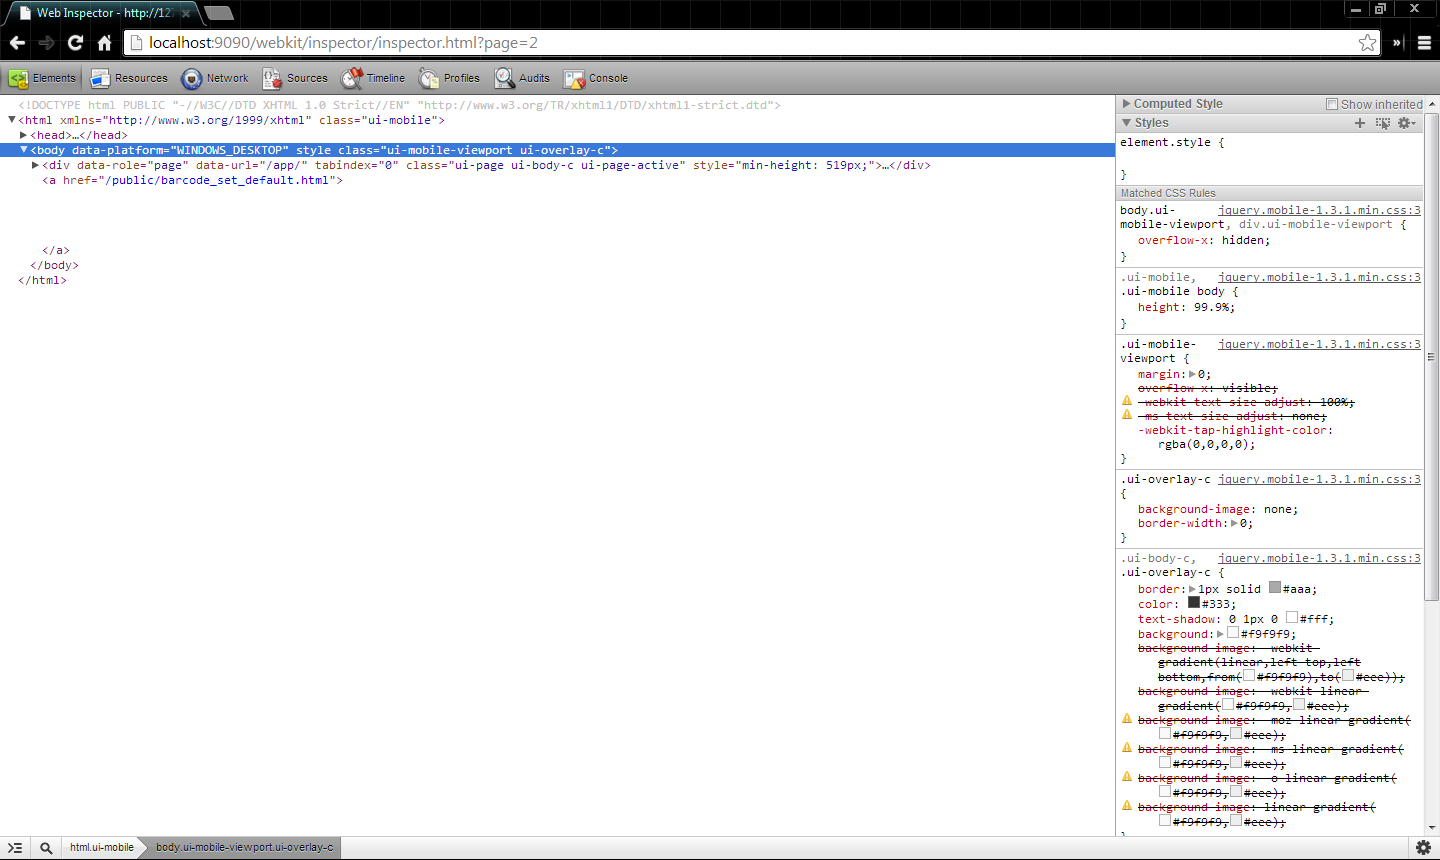 Web Inspector - http://127
localhost:9090/webkit/inspector/inspector.html?page=2
Elements Resources Network Sources Timeline Profiles Audits Console
<!DOCTYPE html PUBLIC "-//W3C//DTD XHTML 1.0 Strict//EN" "http://www.w3.org/TR/xhtml1/DTD/xhtml1-strict.dtd">
<html xmlns="http://www.w3.org/1999/xhtml" class="ui-mobile">
<head>…</head>
<body data-platform="WINDOWS_DESKTOP" style class="ui-mobile-viewport ui-overlay-c">
<div data-role="page" data-url="/app/" tabindex="0" class="ui-page ui-body-c ui-page-active" style="min-height: 519px;">…</div>
<a href="/public/barcode_set_default.html">
</a>
</body>
</html>
Computed Style Show inherited
Styles
element.style {
}
Matched CSS Rules
body.ui- jquery.mobile-1.3.1.min.css:3
mobile-viewport, div.ui-mobile-viewport {
overflow-x: hidden;
}
.ui-mobile, jquery.mobile-1.3.1.min.css:3
.ui-mobile body {
height: 99.9%;
}
.ui-mobile- jquery.mobile-1.3.1.min.css:3
viewport {
margin: 0;
overflow-x: visible;
-webkit-text-size-adjust: 100%;
-ms-text-size-adjust: none;
-webkit-tap-highlight-color:
rgba(0,0,0,0);
}
.ui-overlay-c jquery.mobile-1.3.1.min.css:3
{
background-image: none;
border-width: 0;
}
.ui-body-c, jquery.mobile-1.3.1.min.css:3
.ui-overlay-c {
border: 1px solid #aaa;
color: #333;
text-shadow: 0 1px 0 #fff;
background: #f9f9f9;
background-image: -webkit-
gradient(linear,left top,left
bottom,from(#f9f9f9),to(#eee));
background-image: -webkit-linear-
gradient(#f9f9f9,#eee);
background-image: -moz-linear-gradient(
#f9f9f9,#eee);
background-image: -ms-linear-gradient(
#f9f9f9,#eee);
background-image: -o-linear-gradient(
#f9f9f9,#eee);
background-image: linear-gradient(
#f9f9f9,#eee);
}
html.ui-mobile body.ui-mobile-viewport.ui-overlay-c